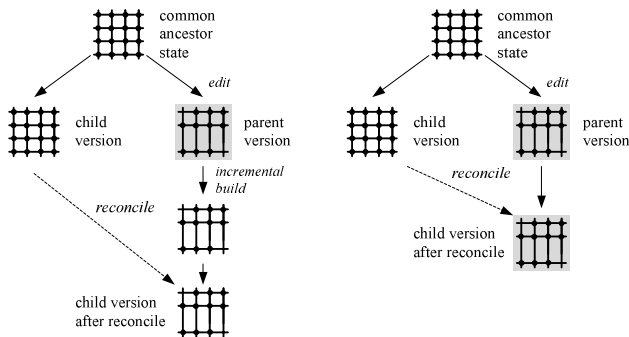 common
ancestor
state
edit
child
version
parent
version
incremental
build
reconcile
child version
after reconcile
common
ancestor
state
edit
child
version
parent
version
reconcile
child version
after reconcile